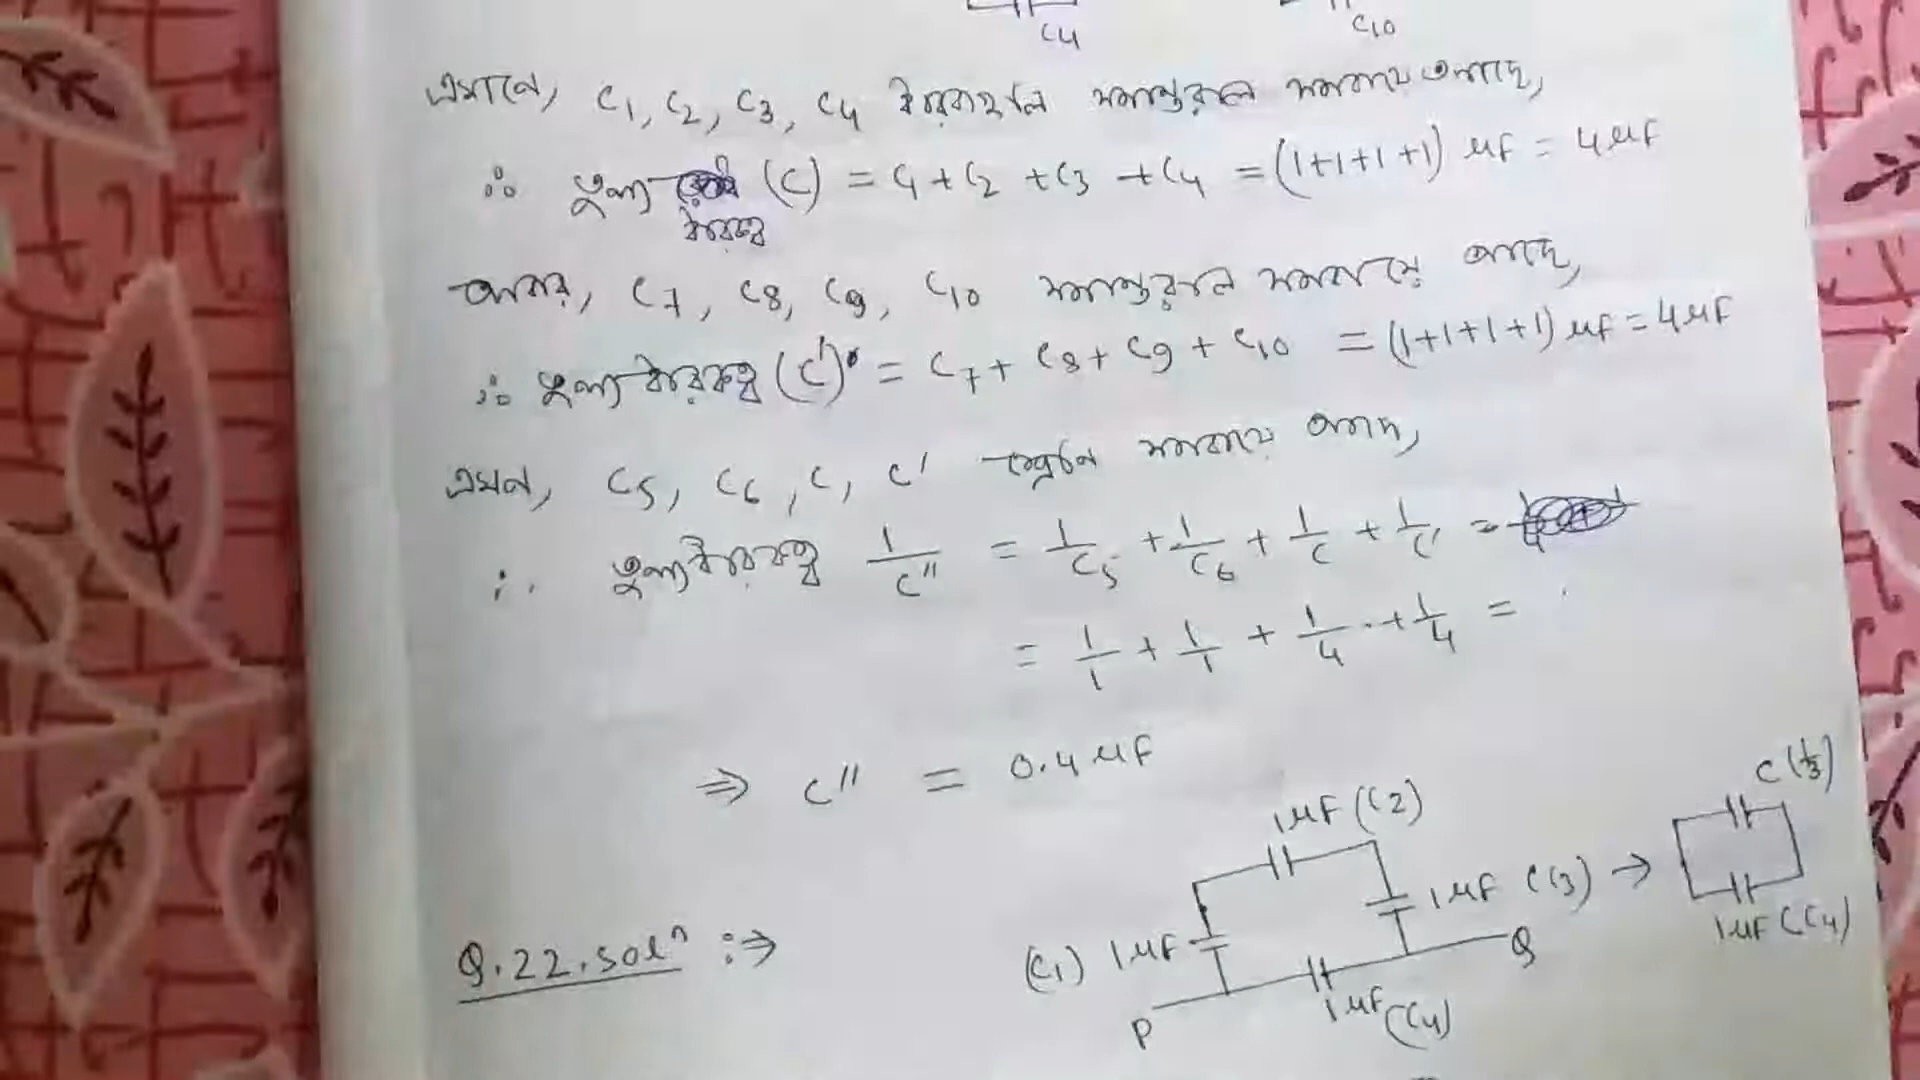 C4
C10
এখানে, C1, C2, C3, C4 ধারকগুলি সমান্তরাল সমবায়ে আছে,
∴ তুল্য (C) = C1 + C2 + C3 + C4 = (1+1+1+1) μF = 4μF
ধারকত্ব
আবার, C7, C8, C9, C10 সমান্তরাল সমবায়ে আছে,
∴ তুল্য ধারকত্ব (C') = C7 + C8 + C9 + C10 = (1+1+1+1) μF = 4μF
এখন, C5, C6, C, C' শ্রেণি সমবায়ে আছে,
∴ তুল্যধারকত্ব 1/C'' = 1/C5 + 1/C6 + 1/C + 1/C' =
= 1/1 + 1/1 + 1/4 + 1/4 =
⇒ C'' = 0.4 μF
C(1/3)
1μF (C2)
1μF C(3) →
1μF (C4)
Q.22. solⁿ :⇒
(C1) 1μF
Q
P
1μF (C4)